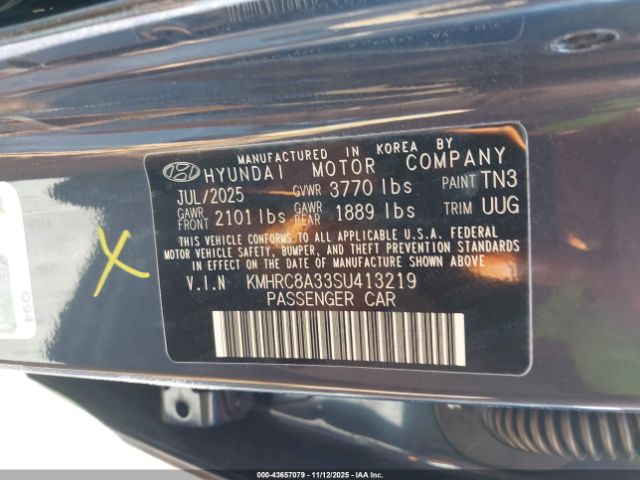 MANUFACTURED IN KOREA BY
HYUNDAI MOTOR COMPANY
JUL/2025 GVWR 3770 lbs PAINT TN3
GAWR FRONT 2101 lbs GAWR REAR 1889 lbs TRIM UUG
THIS VEHICLE CONFORMS TO ALL APPLICABLE U.S.A. FEDERAL
MOTOR VEHICLE SAFETY, BUMPER, AND THEFT PREVENTION STANDARDS
IN EFFECT ON THE DATE OF MANUFACTURE SHOWN ABOVE
V.I.N KMHRC8A33SU413219
PASSENGER CAR
X
000-43657079 - 11/12/2025 - IAAI.COM